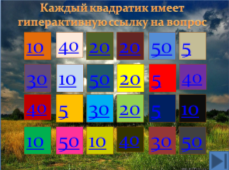 Каждый квадратик имеет
гиперактивную ссылку на вопрос
10 40 20 20 50 5
30 10 50 20 5 40
40 5 30 20 5 10
10 50 10 40 30 50